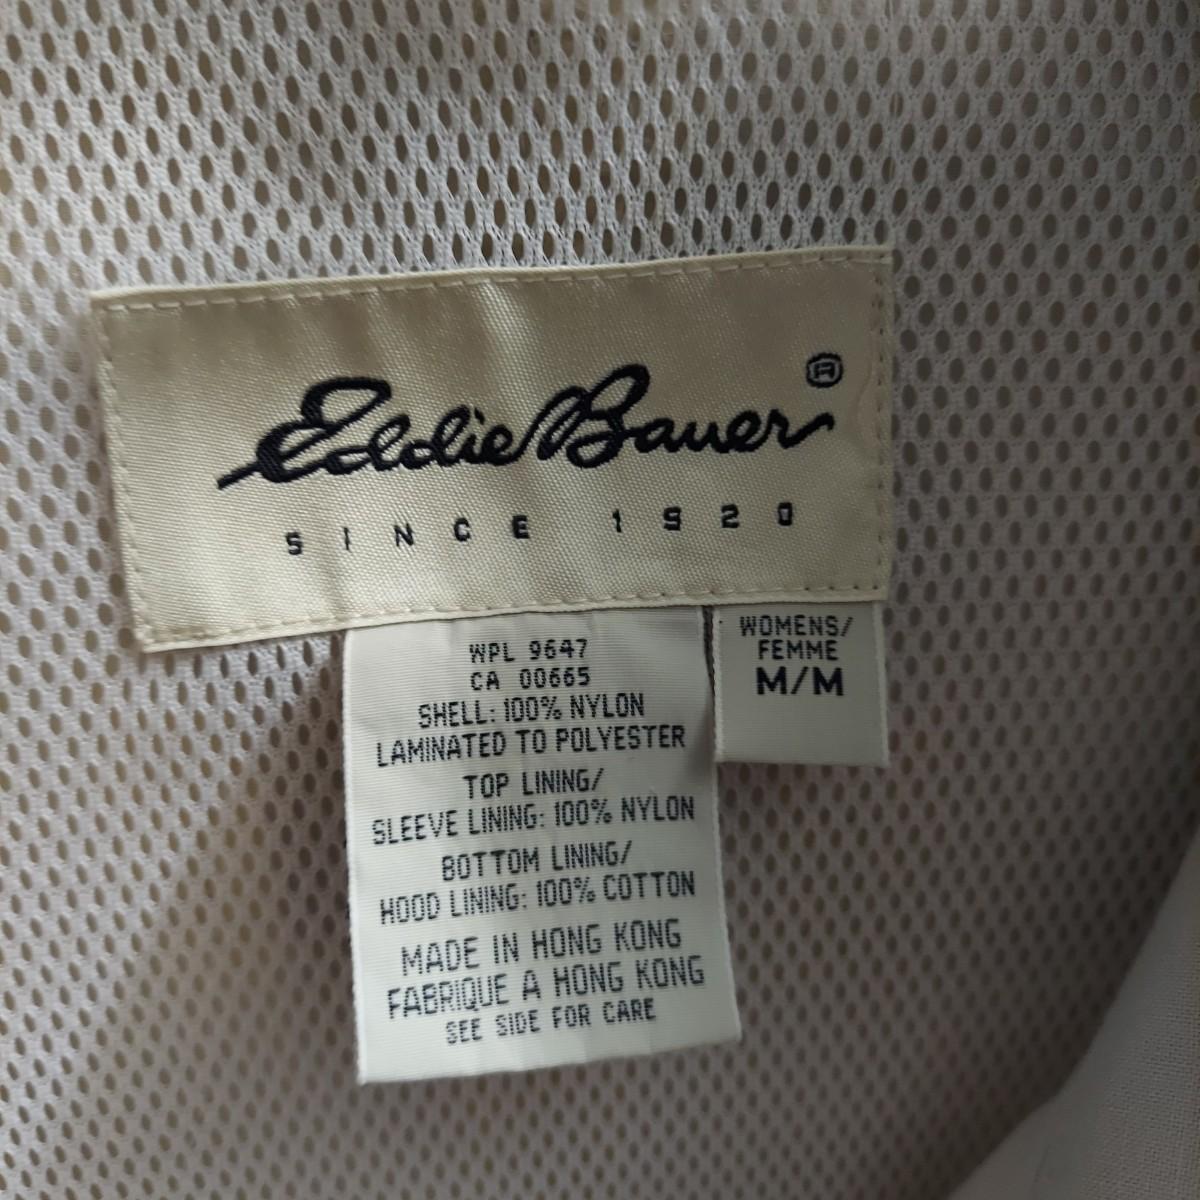 Eddie Bauer ®
SINCE 1920
WPL 9647
CA 00665
SHELL: 100% NYLON
LAMINATED TO POLYESTER
TOP LINING/
SLEEVE LINING: 100% NYLON
BOTTOM LINING/
HOOD LINING: 100% COTTON
MADE IN HONG KONG
FABRIQUE A HONG KONG
SEE SIDE FOR CARE
WOMENS/
FEMME
M/M